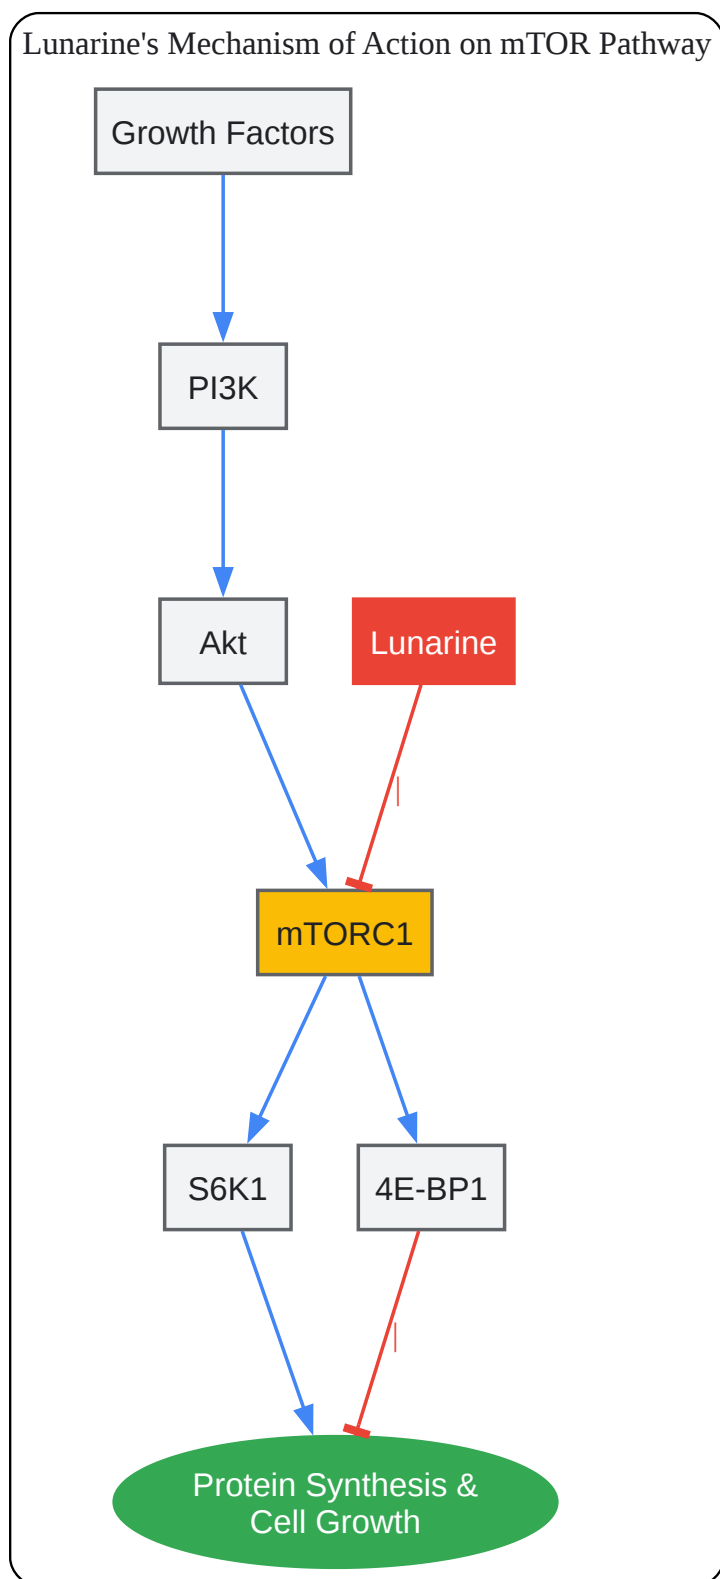 Lunarine's Mechanism of Action on mTOR Pathway
Growth Factors
PI3K
Akt
Lunarine
|
mTORC1
S6K1
4E-BP1
|
Protein Synthesis &
Cell Growth